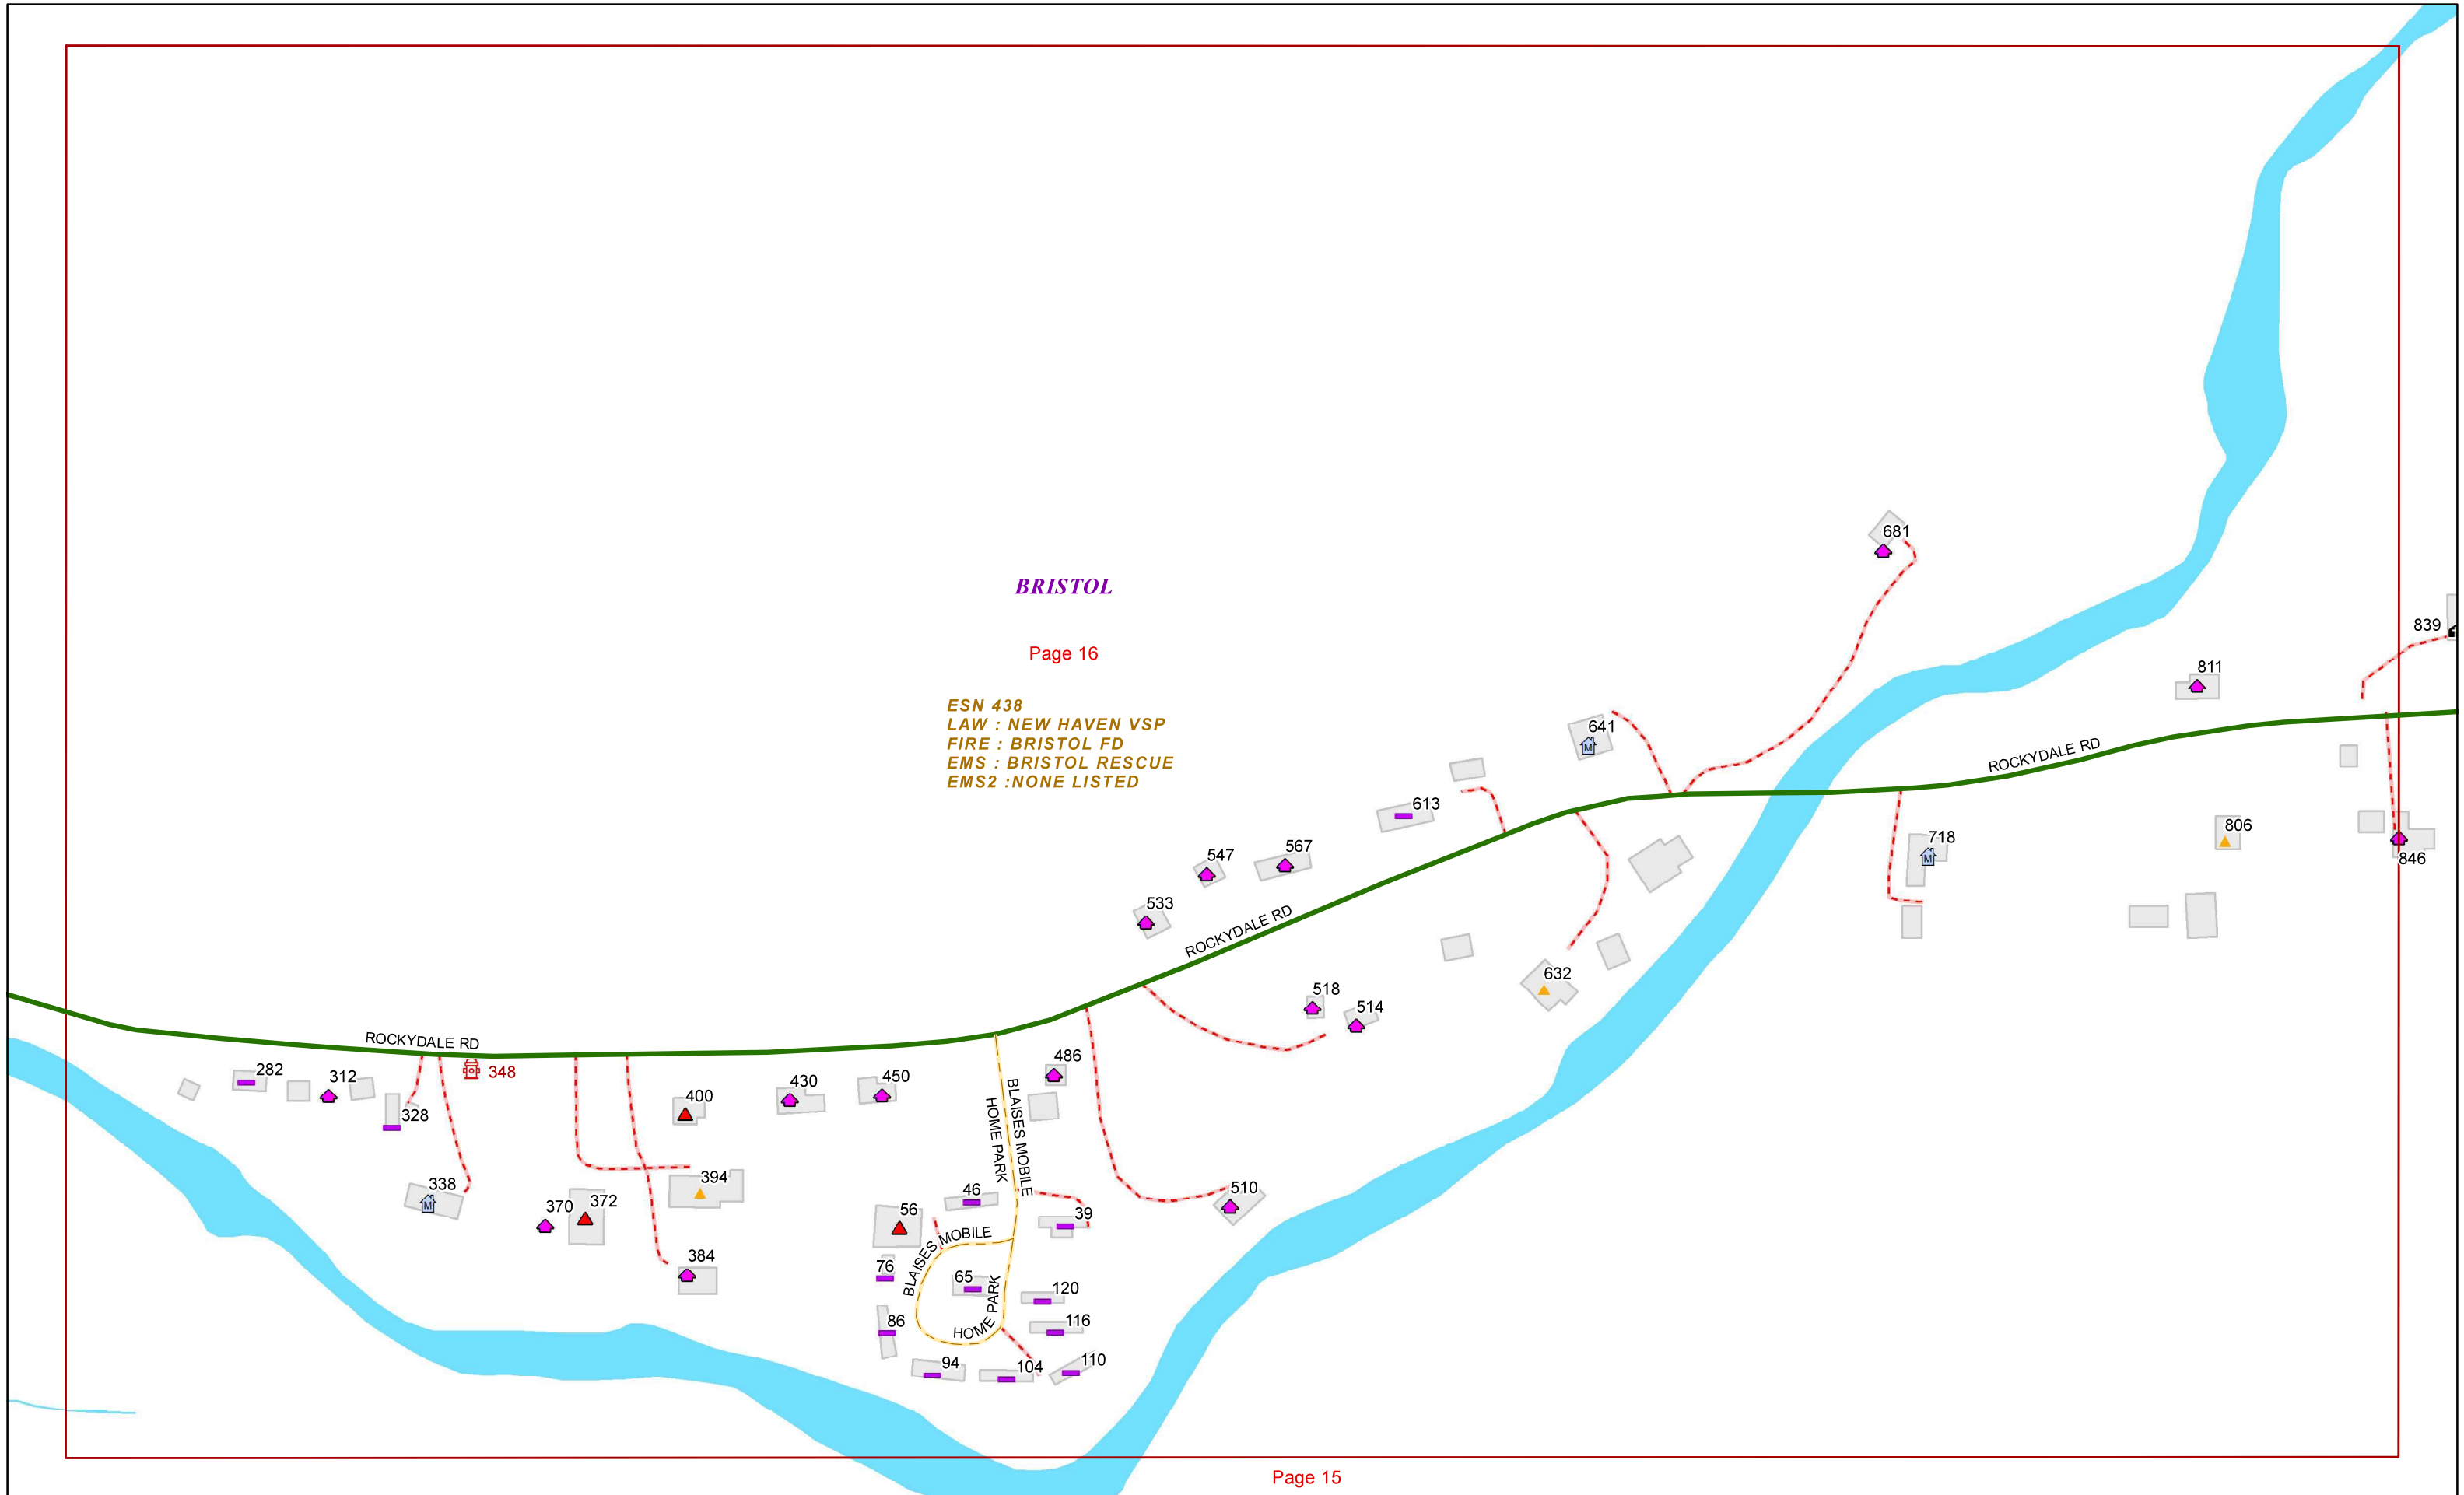 681
BRISTOL
839
Page 16
811
ESN 438
LAW : NEW HAVEN VSP
FIRE : BRISTOL FD
EMS : BRISTOL RESCUE
EMS2 :NONE LISTED
641
ROCKYDALE RD
613
806
718
547
567
846
533
ROCKYDALE RD
632
518
514
ROCKYDALE RD
348
282
312
486
430
450
400
328
BLAISES MOBILE
HOME PARK
394
338
370
372
46
510
56
39
BLAISES MOBILE
HOME PARK
384
76
65
120
86
116
94
104
110
Page 15
M
M
M